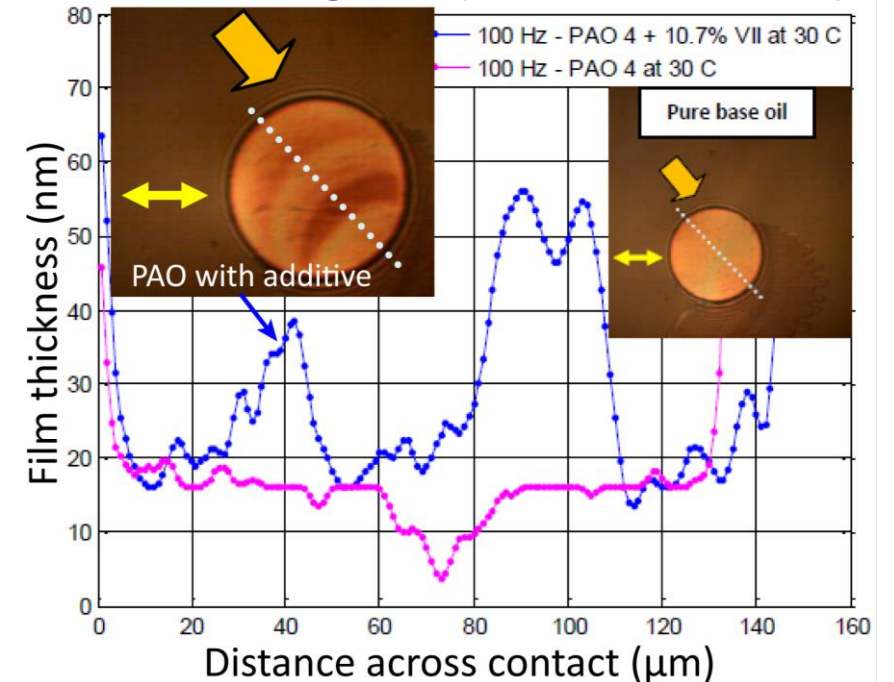 80
70
60
50
40
30
20
10
0
Film thickness (nm)
100 Hz - PAO 4 + 10.7% VII at 30 C
100 Hz - PAO 4 at 30 C
Pure base oil
PAO with additive
0 20 40 60 80 100 120 140 160
Distance across contact (μm)